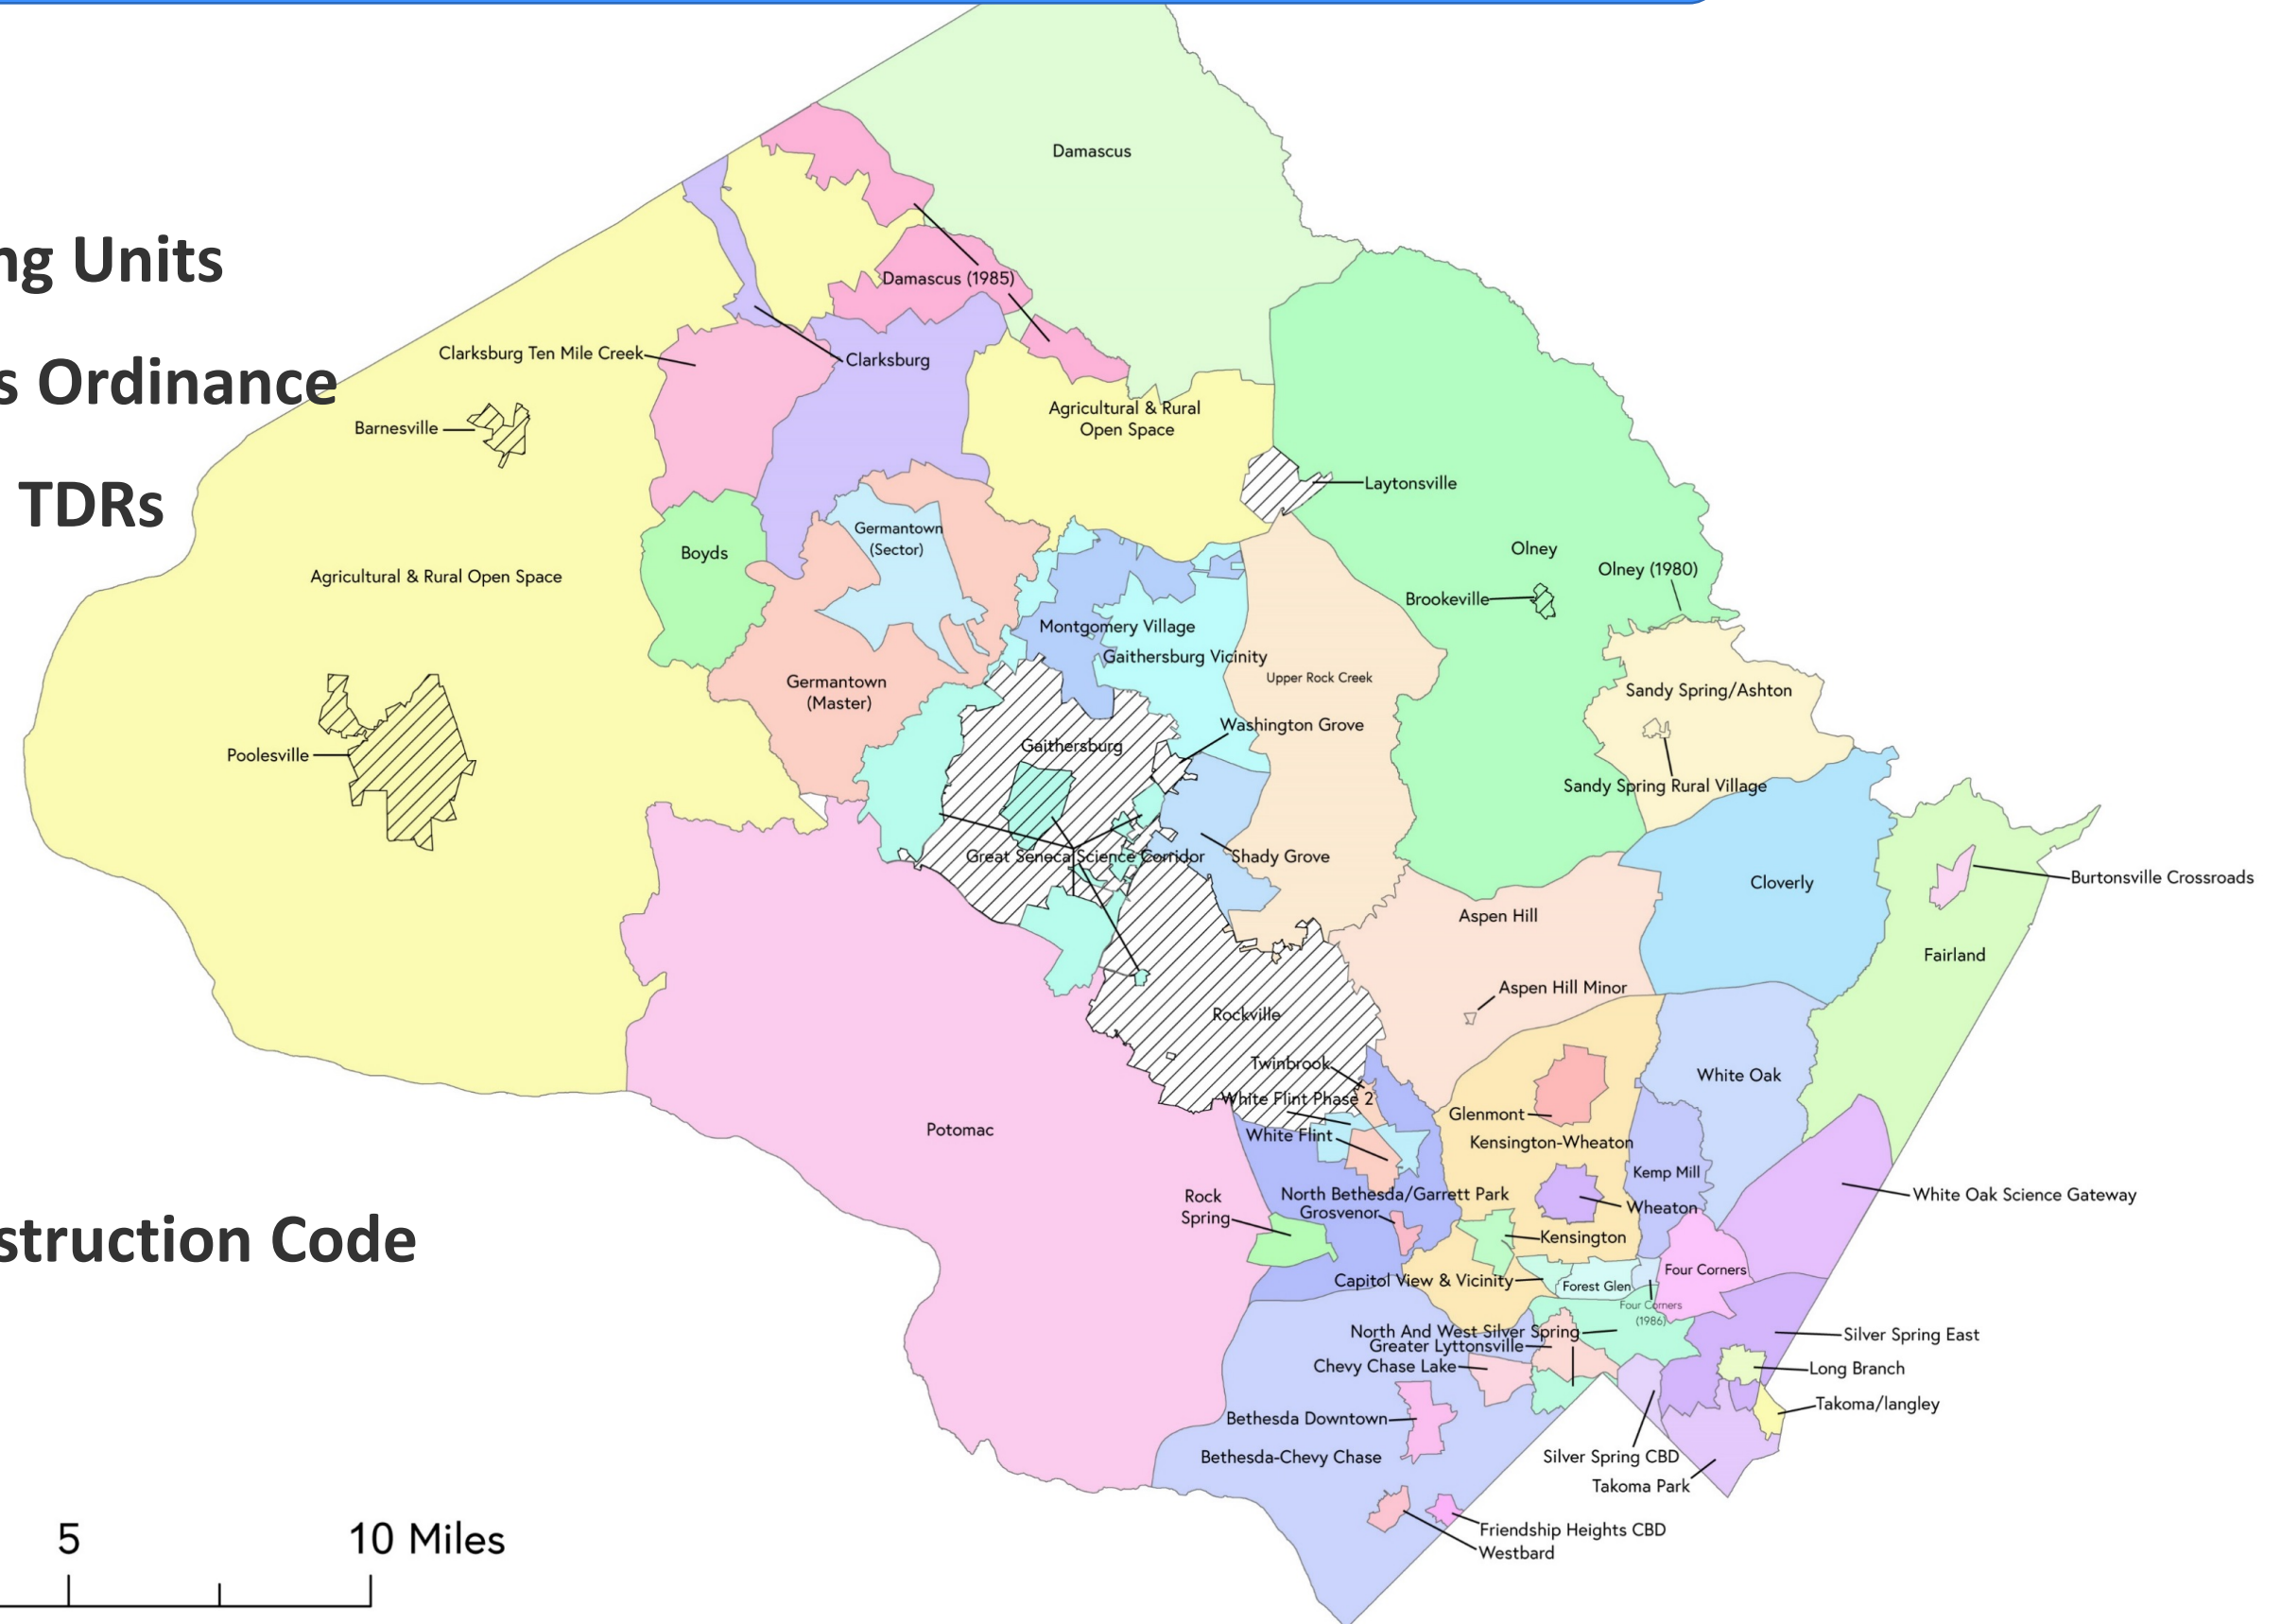 ng Units
s Ordinance
TDRs
struction Code
5
10 Miles
Damascus
Damascus (1985)
Clarksburg Ten Mile Creek
Clarksburg
Barnesville
Agricultural & Rural
Open Space
Laytonsville
Germantown
(Sector)
Boyds
Olney
Olney (1980)
Agricultural & Rural Open Space
Brookeville
Montgomery Village
Gaithersburg Vicinity
Upper Rock Creek
Germantown
(Master)
Sandy Spring/Ashton
Washington Grove
Gaithersburg
Poolesville
Sandy Spring Rural Village
Great Seneca Science Corridor
Shady Grove
Cloverly
Burtonsville Crossroads
Aspen Hill
Fairland
Aspen Hill Minor
Rockville
Twinbrook
White Oak
White Flint Phase 2
Glenmont
Potomac
White Flint
Kensington-Wheaton
Kemp Mill
Rock
Spring
North Bethesda/Garrett Park
White Oak Science Gateway
Grosvenor
Wheaton
Kensington
Four Corners
Capitol View & Vicinity
Forest Glen
Four Corners
(1986)
North And West Silver Spring
Silver Spring East
Greater Lyttonsville
Chevy Chase Lake
Long Branch
Takoma/langley
Bethesda Downtown
Bethesda-Chevy Chase
Silver Spring CBD
Takoma Park
Friendship Heights CBD
Westbard